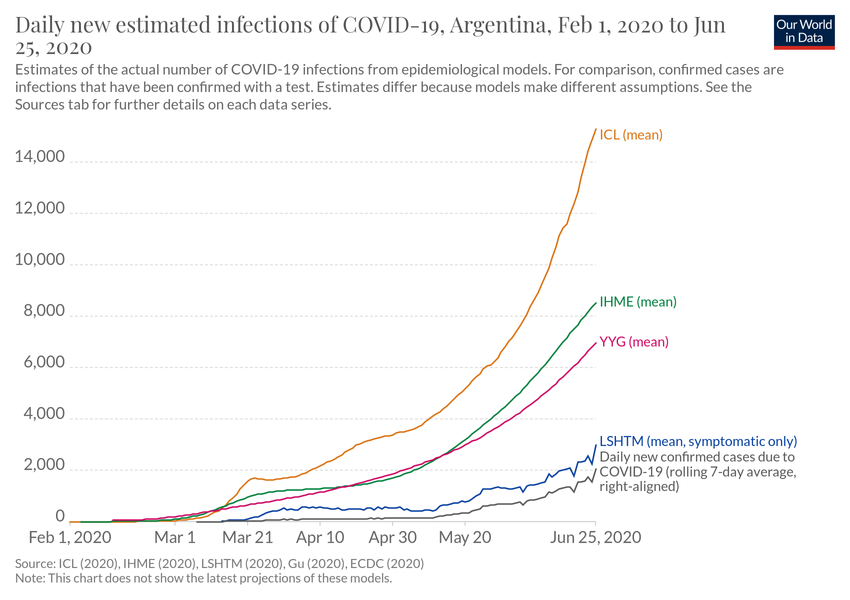 Daily new estimated infections of COVID-19, Argentina, Feb 1, 2020 to Jun
25, 2020
Our World
in Data
Estimates of the actual number of COVID-19 infections from epidemiological models. For comparison, confirmed cases are
infections that have been confirmed with a test. Estimates differ because models make different assumptions. See the
Sources tab for further details on each data series.
ICL (mean)
14,000
12,000
10,000
IHME (mean)
8,000
YYG (mean)
6,000
4,000
LSHTM (mean, symptomatic only)
Daily new confirmed cases due to
COVID-19 (rolling 7-day average,
right-aligned)
2,000
0
Feb 1, 2020
Mar 1
Mar 21
Apr 10
Apr 30
May 20
Jun 25, 2020
Source: ICL (2020), IHME (2020), LSHTM (2020), Gu (2020), ECDC (2020)
Note: This chart does not show the latest projections of these models.